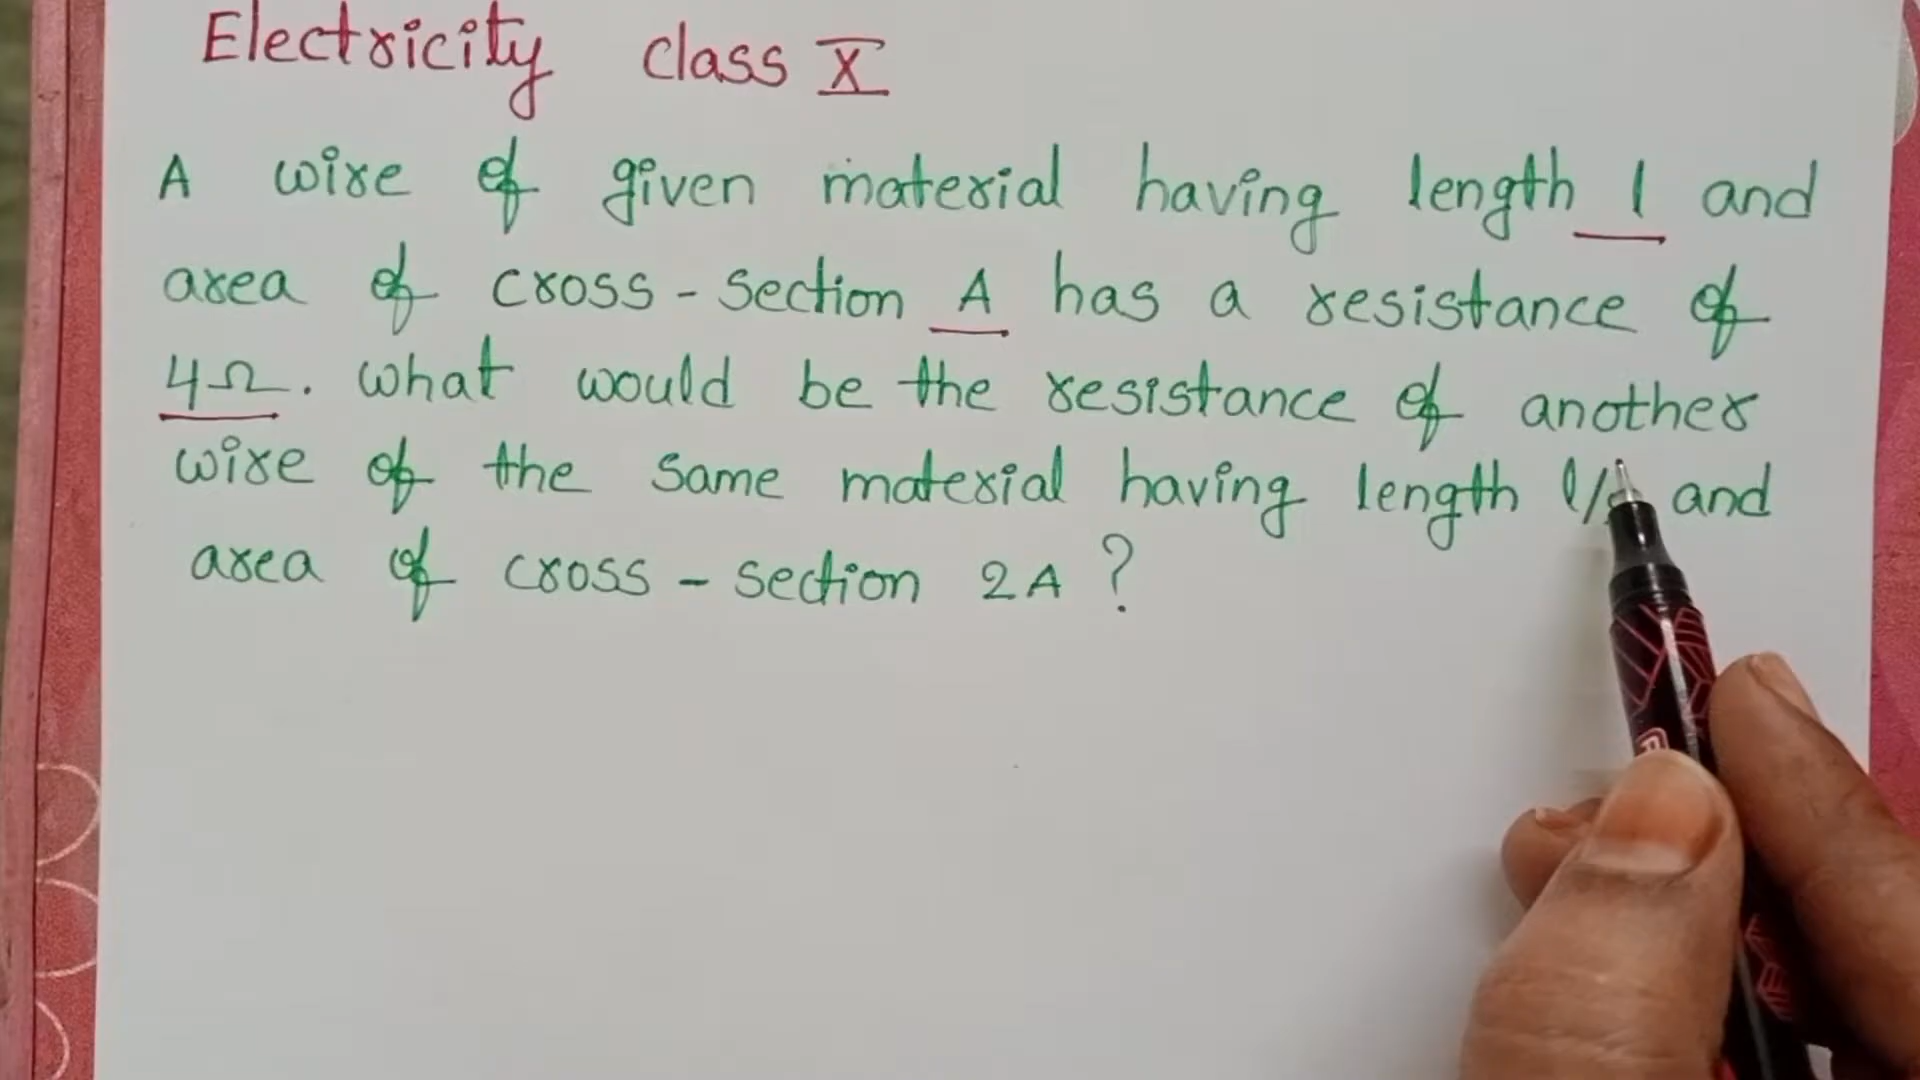 Electricity class X
A wire of given material having length l and
area of cross-section A has a resistance of
4Ω. what would be the resistance of another
wire of the same material having length and
area of cross-section 2A ?